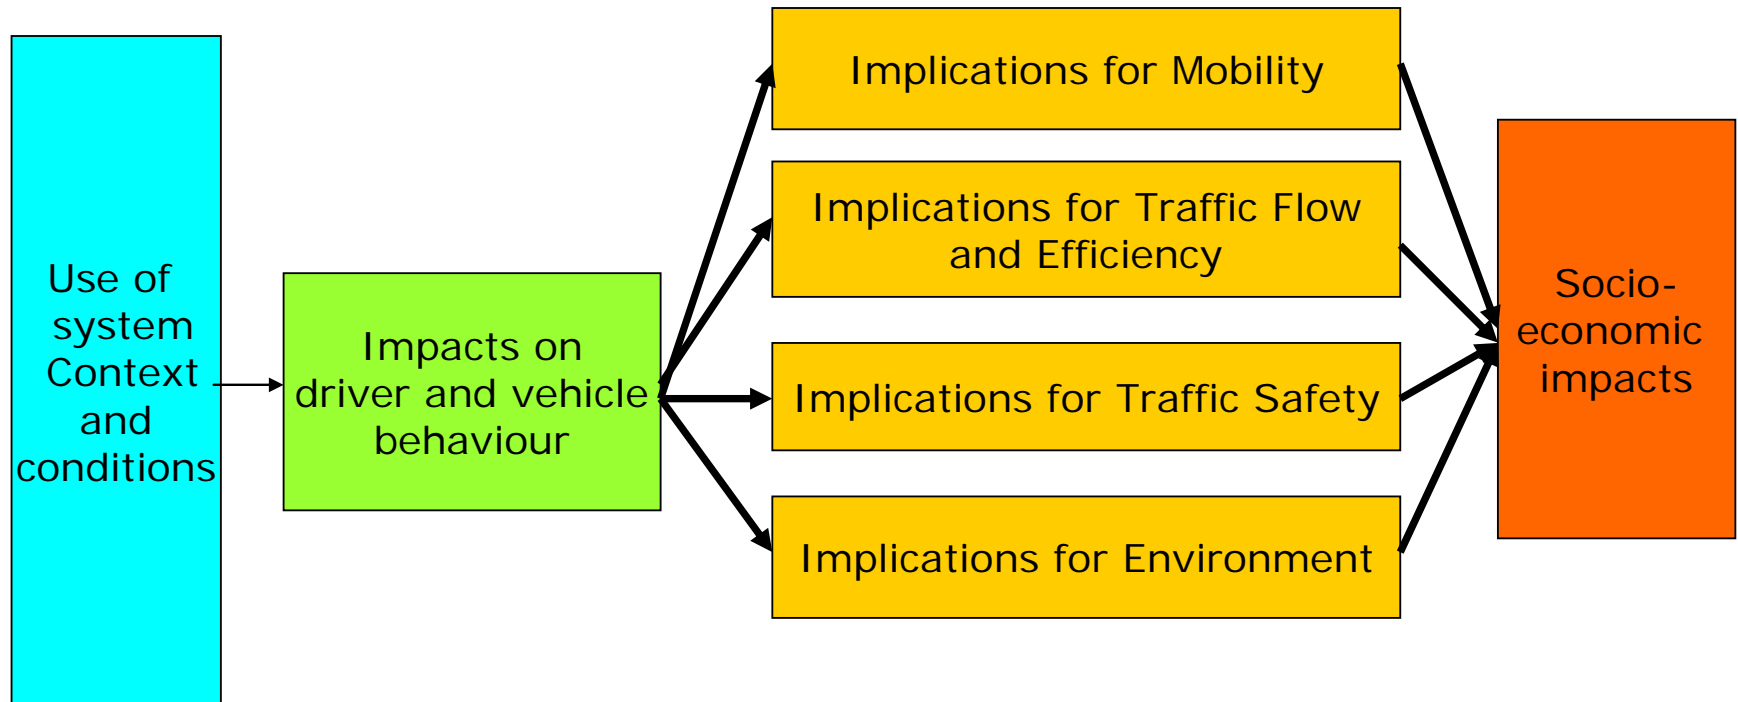 Use of
system
Context
and
conditions
Impacts on
driver and vehicle
behaviour
Implications for Mobility
Implications for Traffic Flow
and Efficiency
Implications for Traffic Safety
Implications for Environment
Socio-
economic
impacts